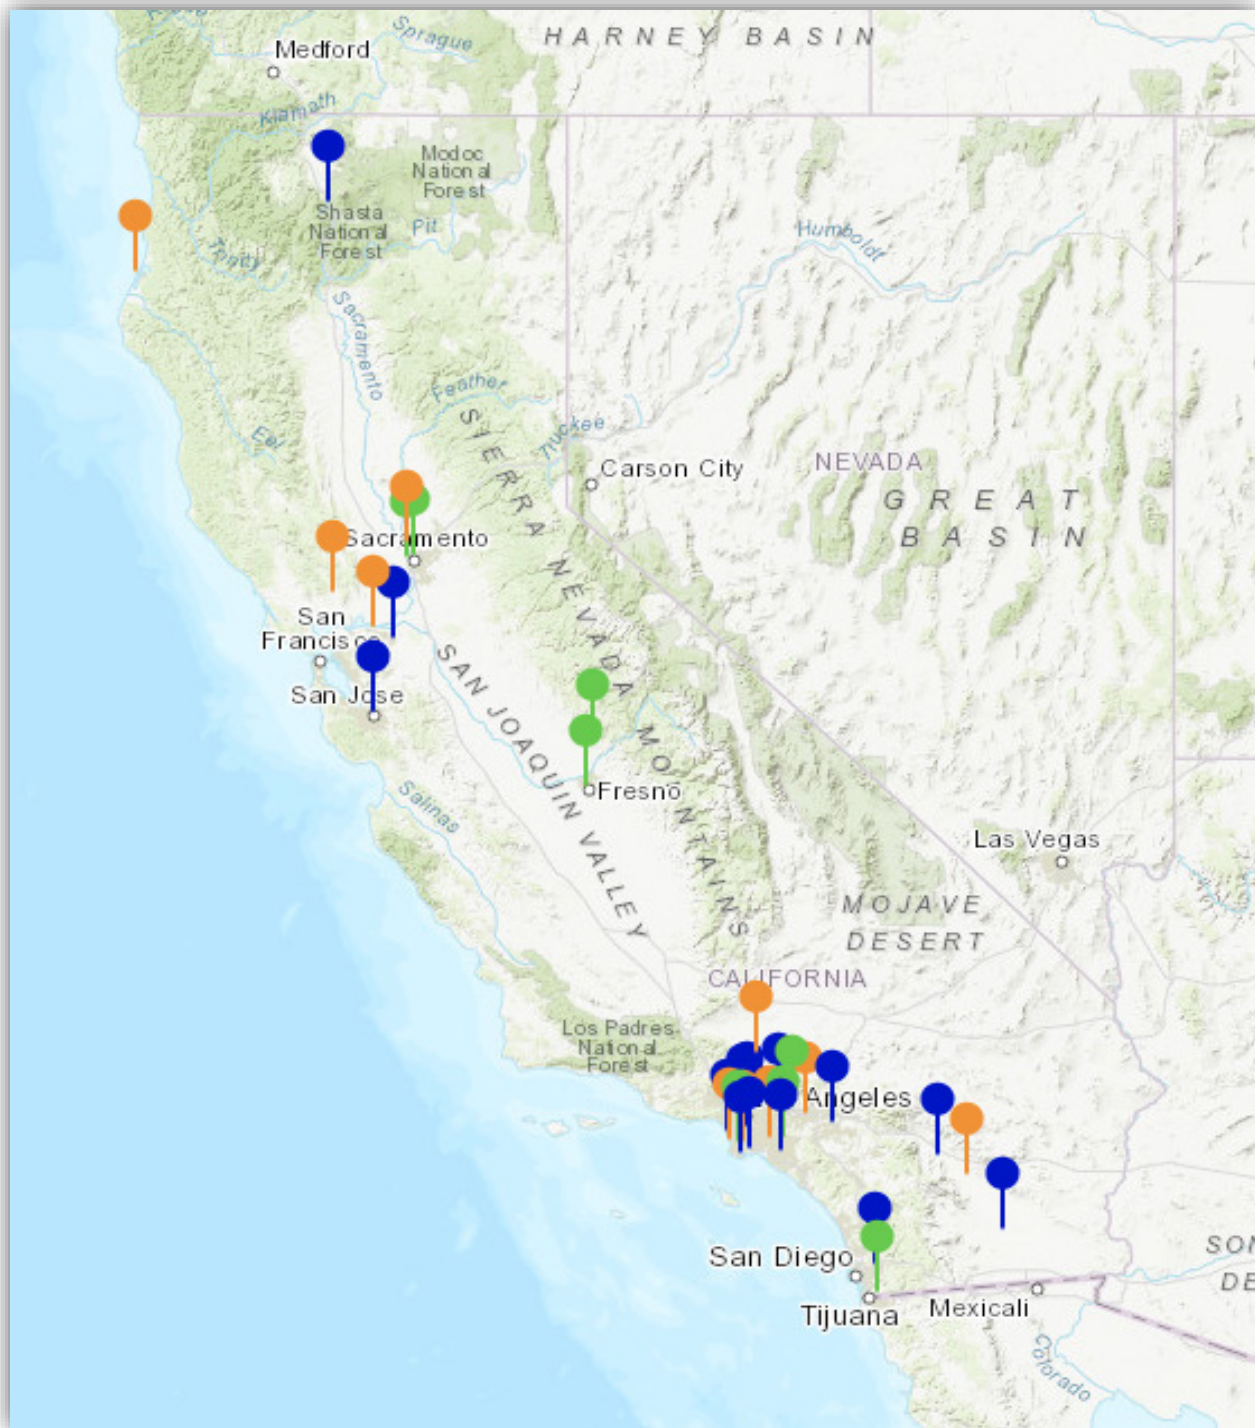 HARNEY BASIN
Medford
Sprague
Klamath
Modoc
National
Forest
Shasta
National
Forest
Pit
Trinity
Humboldt
Sacramento
Feather
Truckee
Eel
SIERRA NEVADA MOUNTAINS
Carson City
NEVADA
GREAT
BASIN
Sacramento
San
Francisco
San Jose
SAN JOAQUIN VALLEY
Fresno
Salinas
Las Vegas
MOJAVE
DESERT
CALIFORNIA
Los Padres
National
Forest
Angeles
San Diego
Tijuana
Mexicali
Colorado
SON
DE